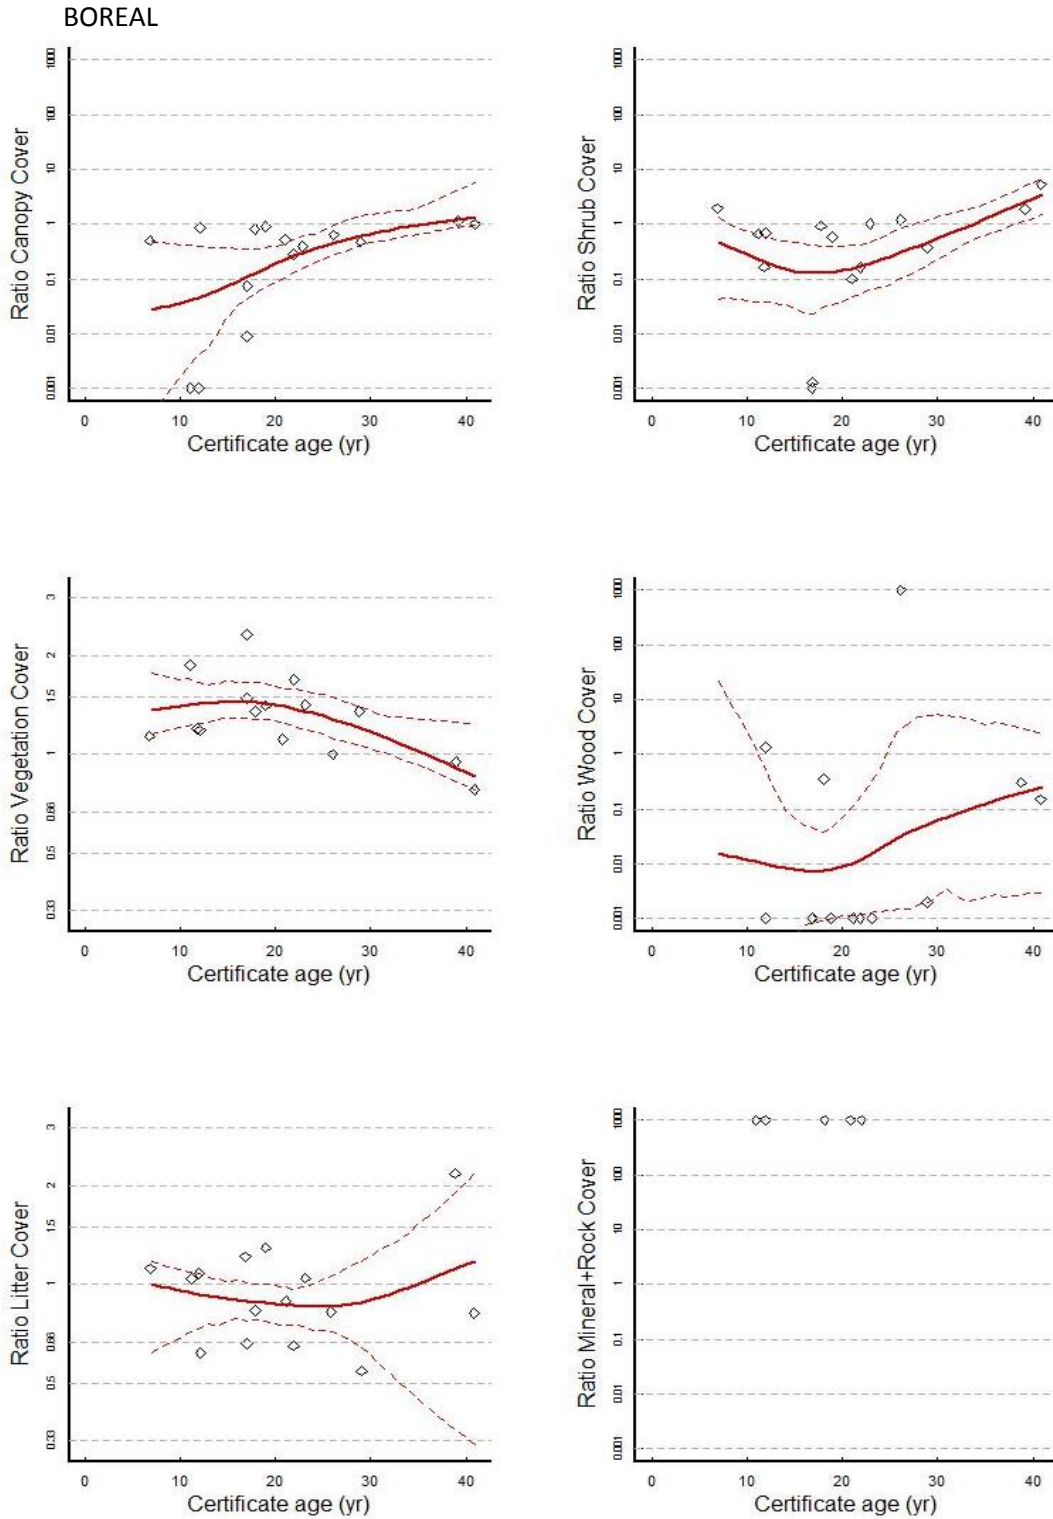 BOREAL
Ratio Canopy Cover
1000
100
10
1
0.1
0.01
0.001
0 10 20 30 40
Certificate age (yr)
Ratio Shrub Cover
1000
100
10
1
0.1
0.01
0.001
0 10 20 30 40
Certificate age (yr)
Ratio Vegetation Cover
3
2
1.5
1
0.66
0.5
0.33
0 10 20 30 40
Certificate age (yr)
Ratio Wood Cover
1000
100
10
1
0.1
0.01
0.001
0 10 20 30 40
Certificate age (yr)
Ratio Litter Cover
3
2
1.5
1
0.66
0.5
0.33
0 10 20 30 40
Certificate age (yr)
Ratio Mineral+Rock Cover
1000
100
10
1
0.1
0.01
0.001
0 10 20 30 40
Certificate age (yr)